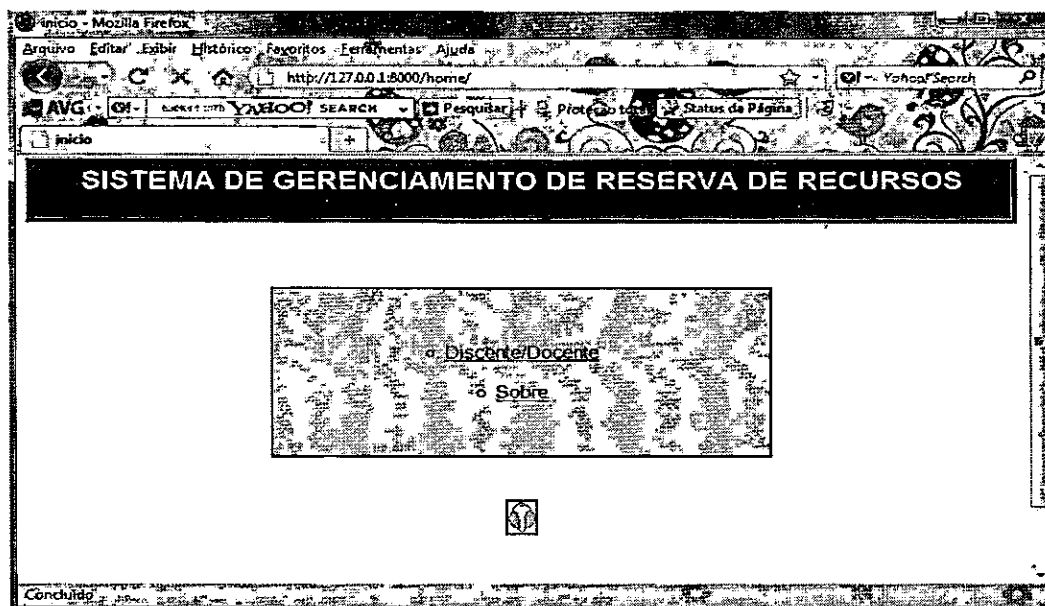 início - Mozilla Firefox
Arquivo Editar Exibir Histórico Favoritos Ferramentas Ajuda
http://127.0.0.1:8000/home/
Yahoo! Search
AVG YAHOO! SEARCH Pesquisar Status da Página
início
SISTEMA DE GERENCIAMENTO DE RESERVA DE RECURSOS
Discente/Docente
Sobre
Concluído